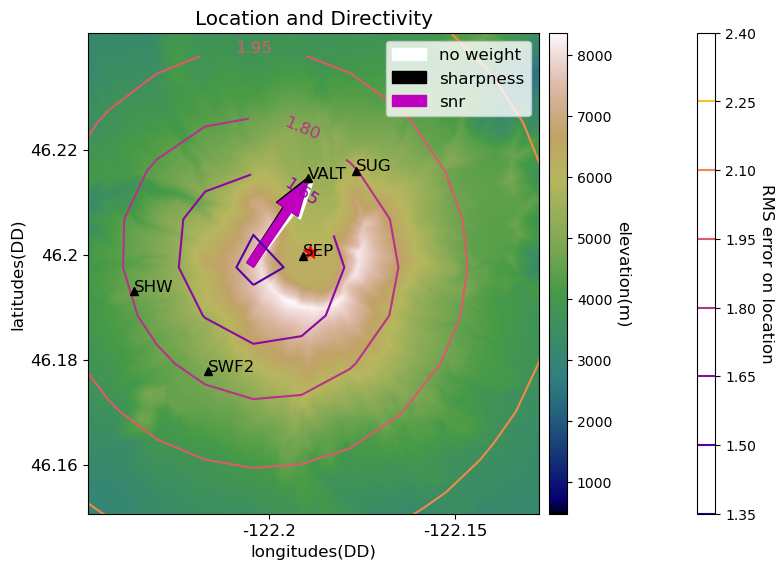 Location and Directivity
no weight
sharpness
snr
1.95
1.80
1.65
VALT
SUG
SEP
SHW
SWF2
46.22
46.2
46.18
46.16
latitudes(DD)
-122.2
-122.15
longitudes(DD)
8000
7000
6000
5000
4000
3000
2000
1000
elevation(m)
2.40
2.25
2.10
1.95
1.80
1.65
1.50
1.35
RMS error on location